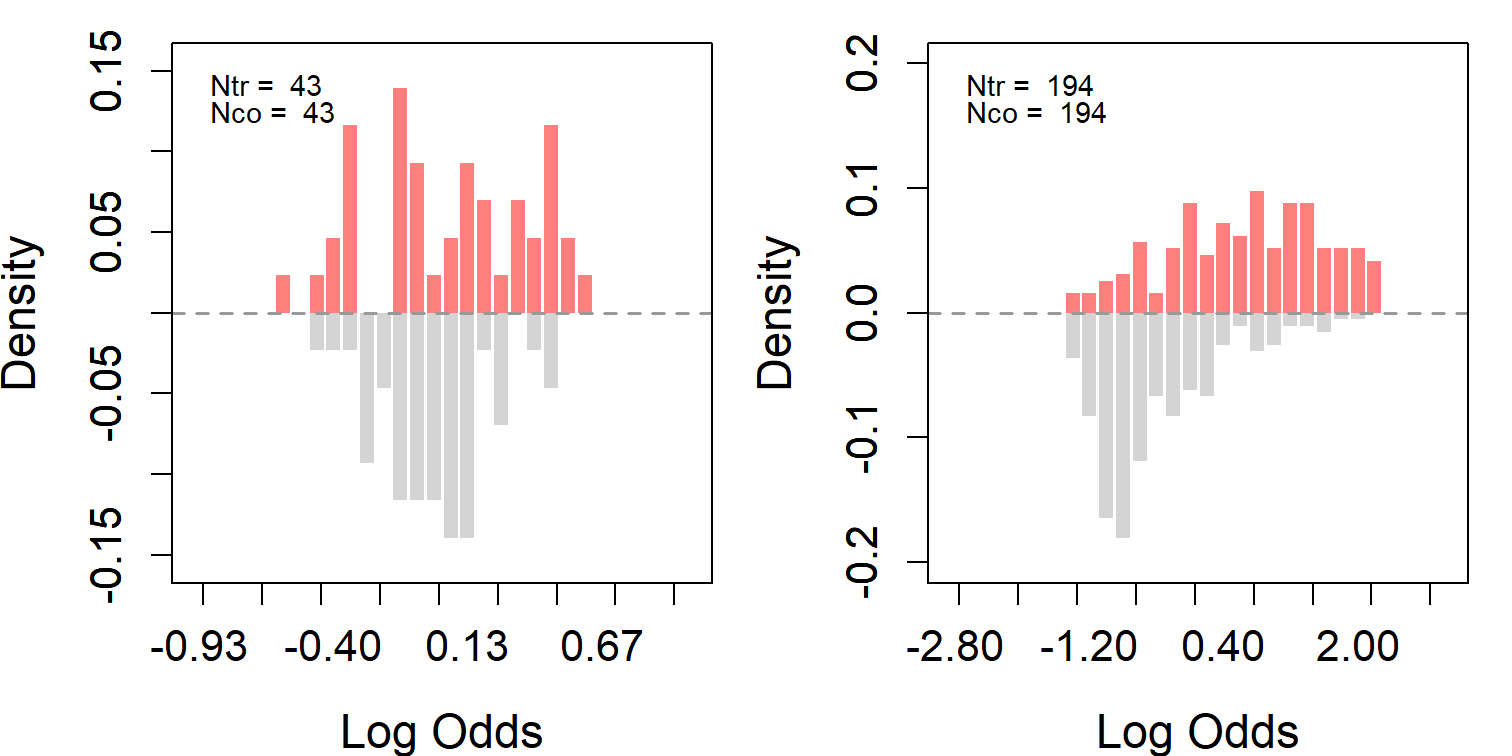 Ntr = 43
Nco = 43
0.15
0.05
-0.05
-0.15
Density
-0.93 -0.40 0.13 0.67
Log Odds
Ntr = 194
Nco = 194
0.2
0.1
0.0
-0.1
-0.2
Density
-2.80 -1.20 0.40 2.00
Log Odds